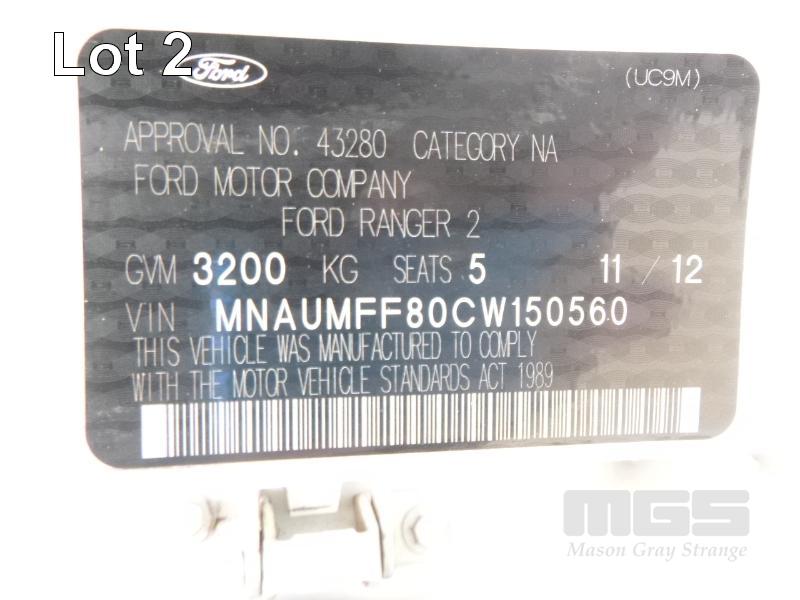 Lot 2
Ford
(UC9M)
APPROVAL NO. 43280 CATEGORY NA
FORD MOTOR COMPANY
FORD RANGER 2
GVM 3200 KG SEATS 5 11 / 12
VIN MNAUMFF80CW150560
THIS VEHICLE WAS MANUFACTURED TO COMPLY
WITH THE MOTOR VEHICLE STANDARDS ACT 1989
MGS
Mason Gray Strange